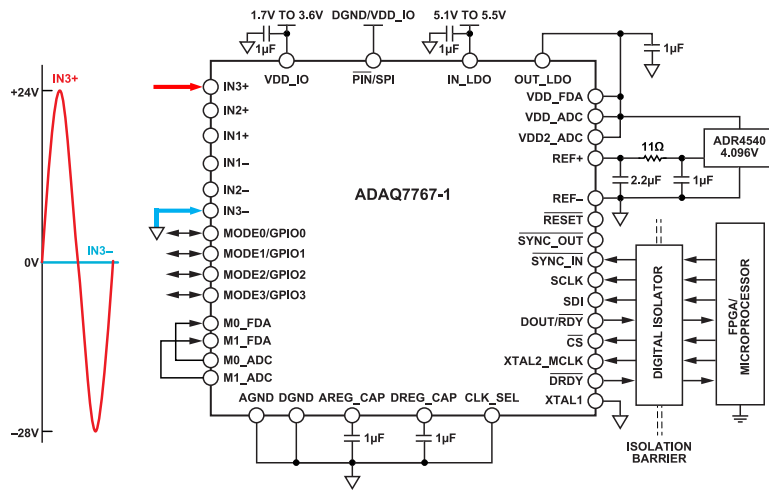 1.7V TO 3.6V
DGND/VDD_IO
5.1V TO 5.5V
1µF
1µF
1µF
VDD_IO
PIN/SPI
IN_LDO
OUT_LDO
IN3+
+24V
0V
IN3–
–28V
IN3+
IN2+
IN1+
IN1–
IN2–
IN3–
MODE0/GPIO0
MODE1/GPIO1
MODE2/GPIO2
MODE3/GPIO3
M0_FDA
M1_FDA
M0_ADC
M1_ADC
ADAQ7767-1
VDD_FDA
VDD_ADC
VDD2_ADC
REF+
REF–
RESET
SYNC_OUT
SYNC_IN
SCLK
SDI
DOUT/RDY
CS
XTAL2_MCLK
DRDY
XTAL1
11Ω
2.2µF
1µF
ADR4540
4.096V
DIGITAL ISOLATOR
FPGA/
MICROPROCESSOR
ISOLATION
BARRIER
AGND
DGND
AREG_CAP
DREG_CAP
CLK_SEL
1µF
1µF